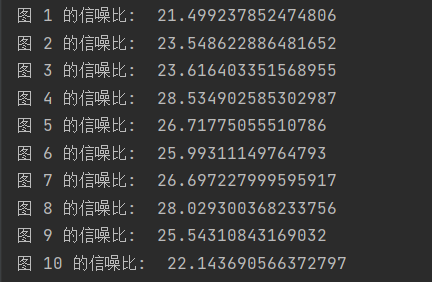 图 1 的信噪比:  21.499237852474806
图 2 的信噪比:  23.548622886481652
图 3 的信噪比:  23.616403351568955
图 4 的信噪比:  28.534902585302987
图 5 的信噪比:  26.71775055510786
图 6 的信噪比:  25.99311149764793
图 7 的信噪比:  26.697227999595917
图 8 的信噪比:  28.029300368233756
图 9 的信噪比:  25.54310843169032
图 10 的信噪比:  22.143690566372797